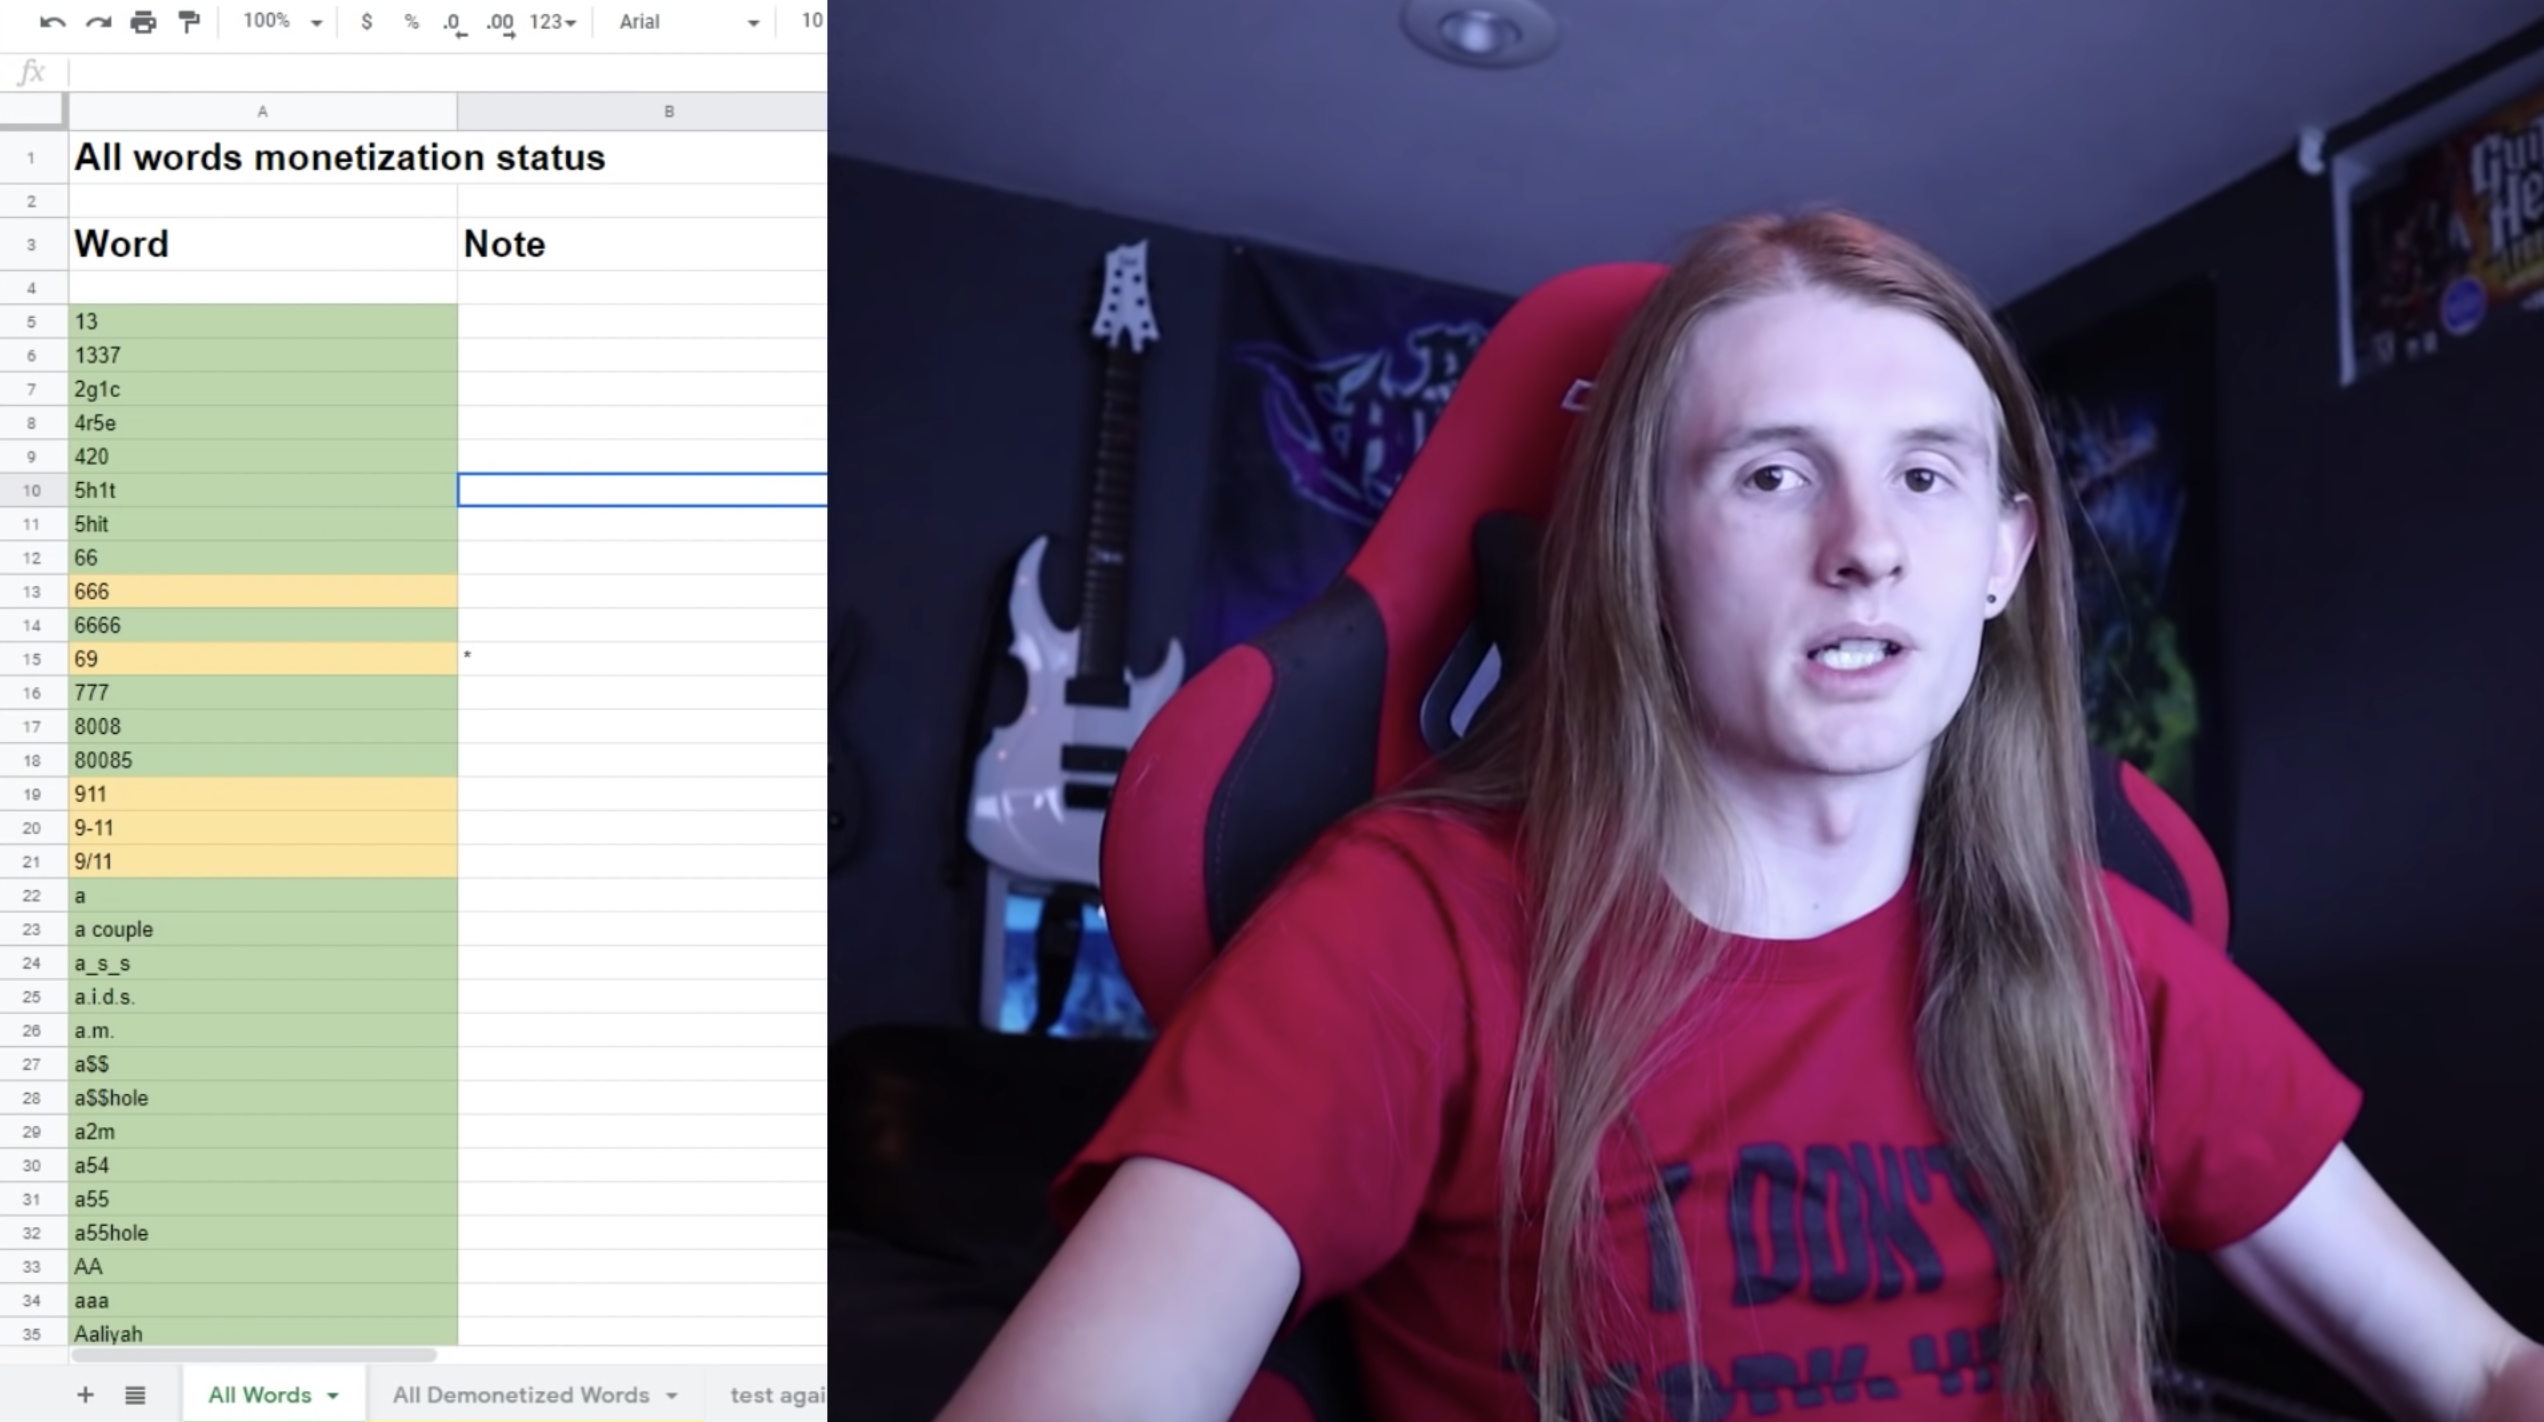 100% $ % .0 .00 123 Arial 10
fx
A B
1 All words monetization status
2
3 Word Note
4
5 13
6 1337
7 2g1c
8 4r5e
9 420
10 5h1t
11 5hit
12 66
13 666
14 6666
15 69 *
16 777
17 8008
18 80085
19 911
20 9-11
21 9/11
22 a
23 a couple
24 a_s_s
25 a.i.d.s.
26 a.m.
27 a$$
28 a$$hole
29 a2m
30 a54
31 a55
32 a55hole
33 AA
34 aaa
35 Aaliyah
+ All Words All Demonetized Words test agai
I DON'T